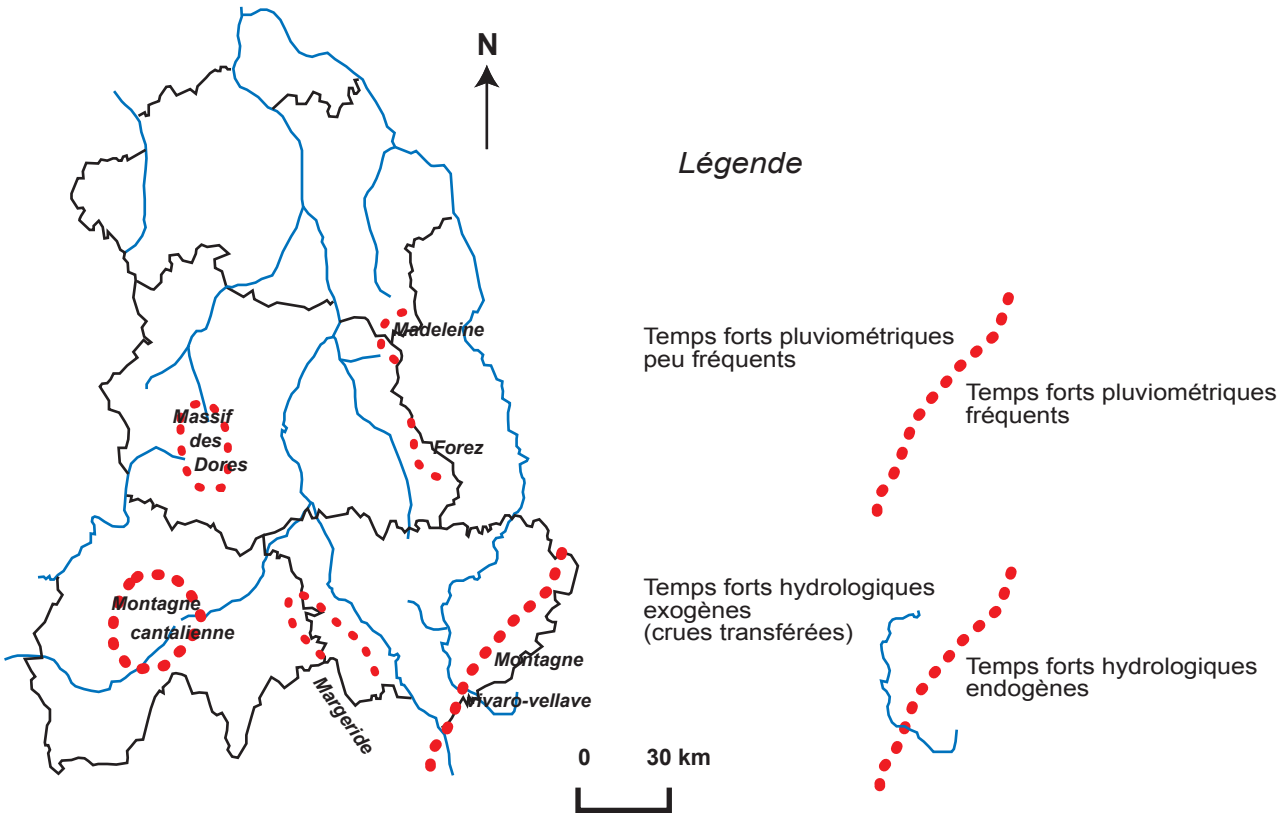 N
Légende
Madeleine
Massif
des
Dores
Forez
Montagne
cantalienne
Margeride
Montagne
vivaro-vellave
0 30 km
Temps forts pluviométriques
peu fréquents
Temps forts pluviométriques
fréquents
Temps forts hydrologiques
exogènes
(crues transférées)
Temps forts hydrologiques
endogènes